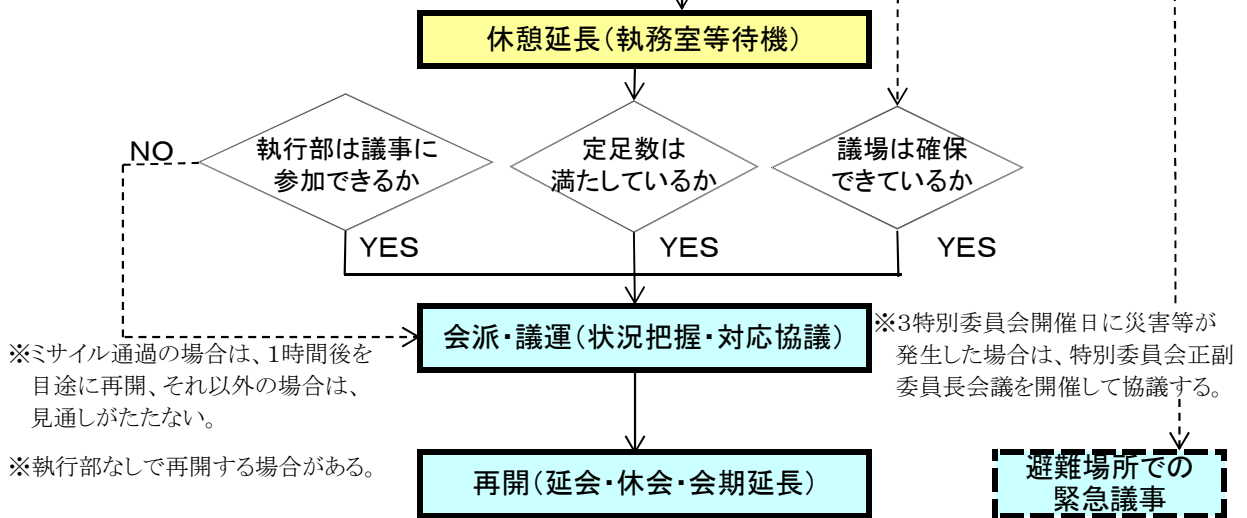 休憩延長(執務室等待機)
NO
執行部は議事に
参加できるか
定足数は
満たしているか
議場は確保
できているか
YES
YES
YES
会派・議運(状況把握・対応協議)
※3特別委員会開催日に災害等が
発生した場合は、特別委員会正副
委員長会議を開催して協議する。
※ミサイル通過の場合は、1時間後を
目途に再開、それ以外の場合は、
見通しがたたない。
※執行部なしで再開する場合がある。
再開(延会・休会・会期延長)
避難場所での
緊急議事